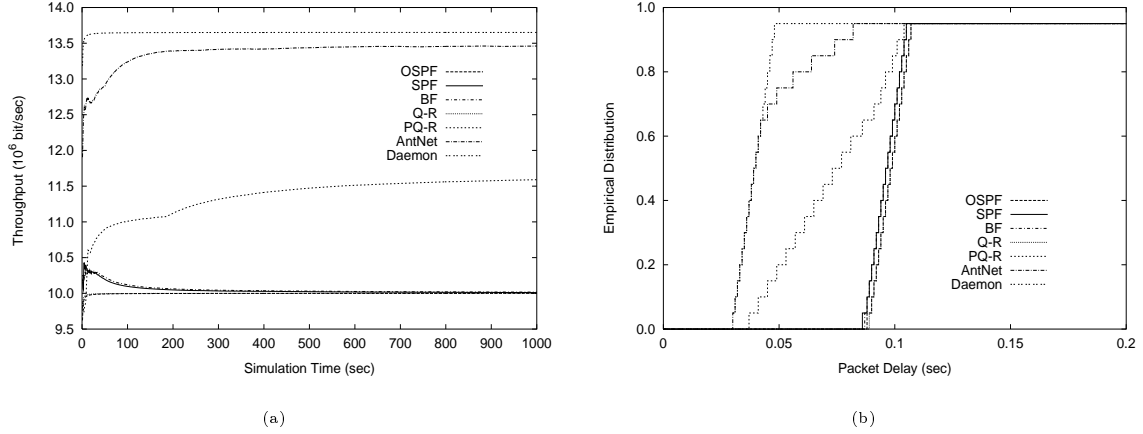 14.0
13.5
13.0
12.5
12.0
11.5
11.0
10.5
10.0
9.5
0 100 200 300 400 500 600 700 800 900 1000
Throughput (10⁶ bit/sec)
Simulation Time (sec)
OSPF
SPF
BF
Q-R
PQ-R
AntNet
Daemon
(a)
1.0
0.8
0.6
0.4
0.2
0.0
0 0.05 0.1 0.15 0.2
Empirical Distribution
Packet Delay (sec)
OSPF
SPF
BF
Q-R
PQ-R
AntNet
Daemon
(b)